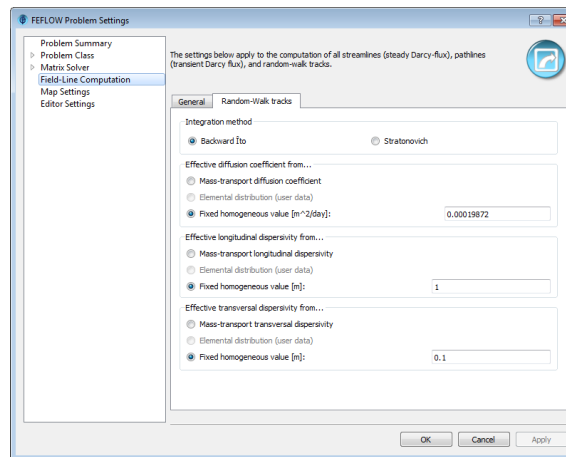 FEFLOW Problem Settings
Problem Summary
Problem Class
Matrix Solver
Field-Line Computation
Map Settings
Editor Settings
The settings below apply to the computation of all streamlines (steady Darcy-flux), pathlines
(transient Darcy flux), and random-walk tracks.
General Random-Walk tracks
Integration method
Backward Îto Stratonovich
Effective diffusion coefficient from...
Mass-transport diffusion coefficient
Elemental distribution (user data)
Fixed homogeneous value [m^2/day]: 0.00019872
Effective longitudinal dispersivity from...
Mass-transport longitudinal dispersivity
Elemental distribution (user data)
Fixed homogeneous value [m]: 1
Effective transversal dispersivity from...
Mass-transport transversal dispersivity
Elemental distribution (user data)
Fixed homogeneous value [m]: 0.1
OK Cancel Apply